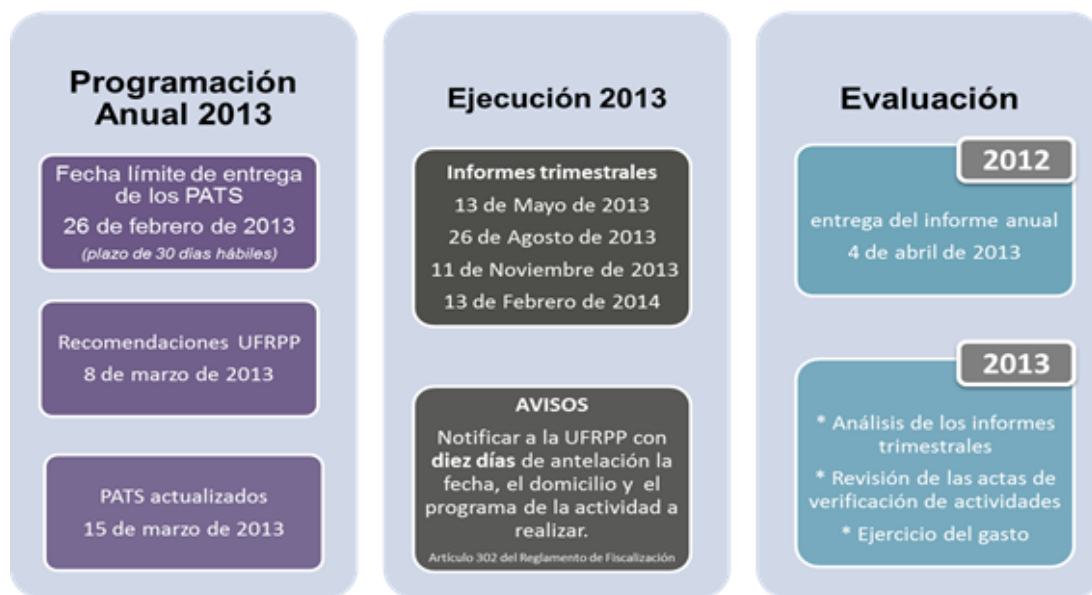 Programación
Anual 2013
Fecha límite de entrega
de los PATS
26 de febrero de 2013
(plazo de 30 días hábiles)
Recomendaciones UFRPP
8 de marzo de 2013
PATS actualizados
15 de marzo de 2013
Ejecución 2013
Informes trimestrales
13 de Mayo de 2013
26 de Agosto de 2013
11 de Noviembre de 2013
13 de Febrero de 2014
AVISOS
Notificar a la UFRPP con
diez días de antelación la
fecha, el domicilio y el
programa de la actividad a
realizar.
Artículo 302 del Reglamento de Fiscalización
Evaluación
2012
entrega del informe anual
4 de abril de 2013
2013
* Análisis de los informes
trimestrales
* Revisión de las actas de
verificación de actividades
* Ejercicio del gasto